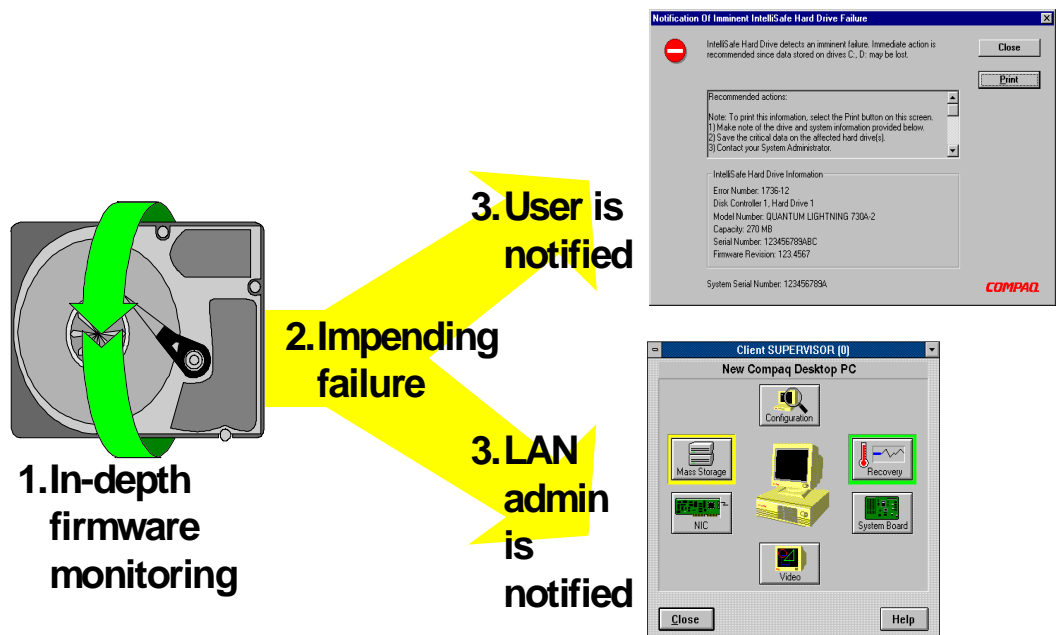 1. In-depth
firmware
monitoring
2. Impending
failure
3. User is
notified
3. LAN
admin
is
notified
Notification Of Imminent IntelliSafe Hard Drive Failure
IntelliSafe Hard Drive detects an imminent failure. Immediate action is
recommended since data stored on drives C:, D: may be lost.
Close
Print
Recommended actions:
Note: To print this information, select the Print button on this screen.
1) Make note of the drive and system information provided below.
2) Save the critical data on the affected hard drive(s).
3) Contact your System Administrator.
IntelliSafe Hard Drive Information
Error Number: 1736-12
Disk Controller 1, Hard Drive 1
Model Number: QUANTUM LIGHTNING 730A-2
Capacity: 270 MB
Serial Number: 123456789ABC
Firmware Revision: 123.4567
System Serial Number: 123456789A
COMPAQ
Client SUPERVISOR (0)
New Compaq Desktop PC
Configuration
Mass Storage
Recovery
NIC
System Board
Video
Close
Help